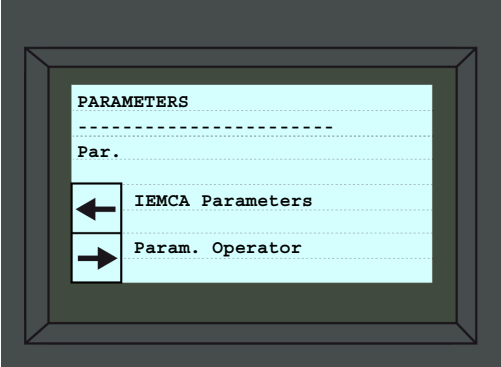 PARAMETERS
-----------------------
Par.
IEMCA Parameters
Param. Operator